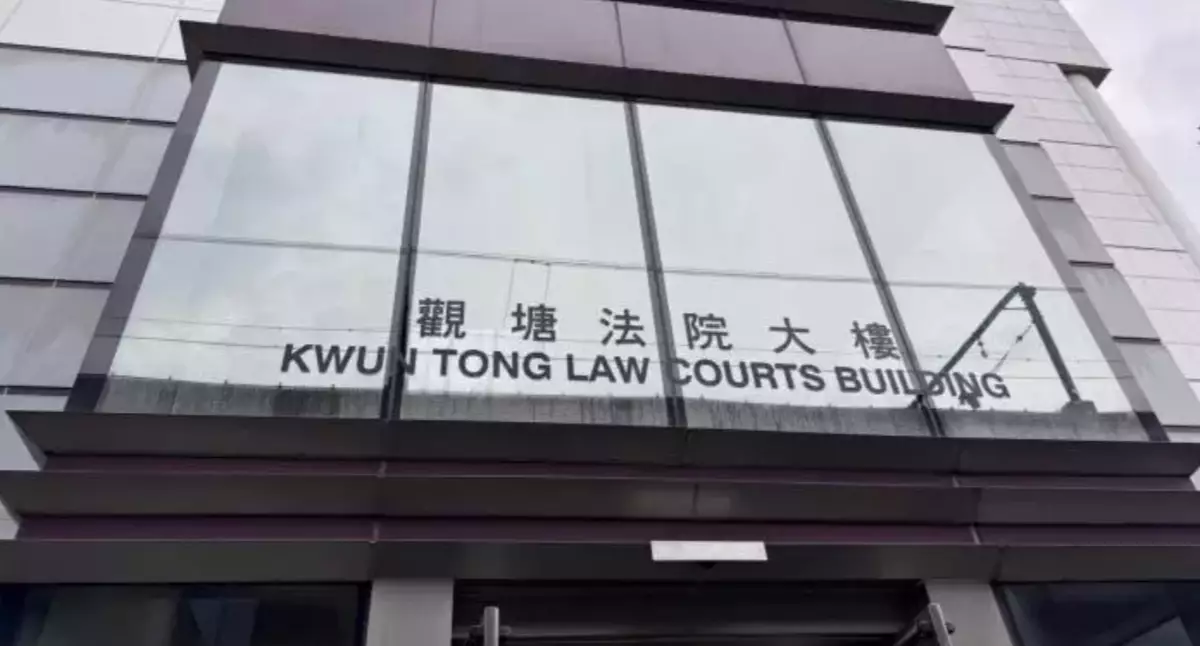 觀塘法院大樓
KWUN TONG LAW COURTS BUILDING